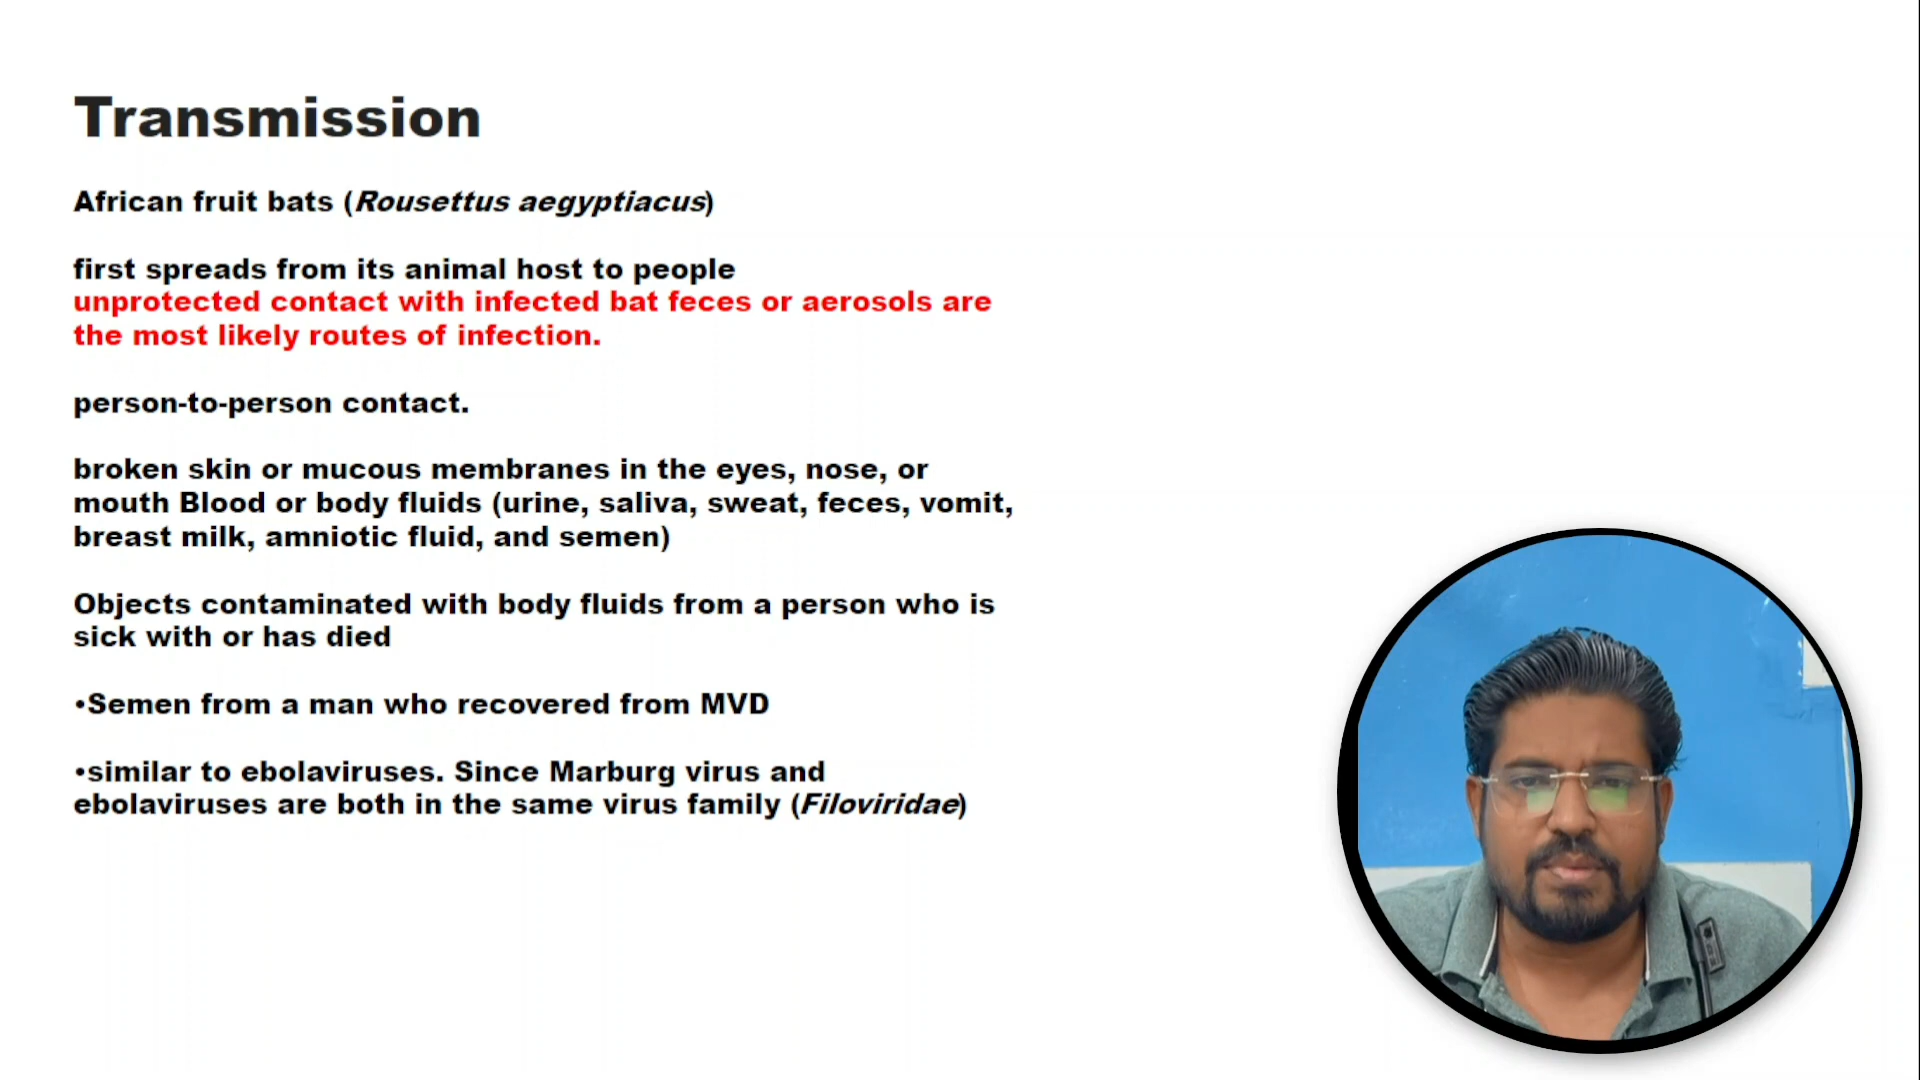 Transmission
African fruit bats (Rousettus aegyptiacus)
first spreads from its animal host to people
unprotected contact with infected bat feces or aerosols are
the most likely routes of infection.
person-to-person contact.
broken skin or mucous membranes in the eyes, nose, or
mouth Blood or body fluids (urine, saliva, sweat, feces, vomit,
breast milk, amniotic fluid, and semen)
Objects contaminated with body fluids from a person who is
sick with or has died
•Semen from a man who recovered from MVD
•similar to ebolaviruses. Since Marburg virus and
ebolaviruses are both in the same virus family (Filoviridae)